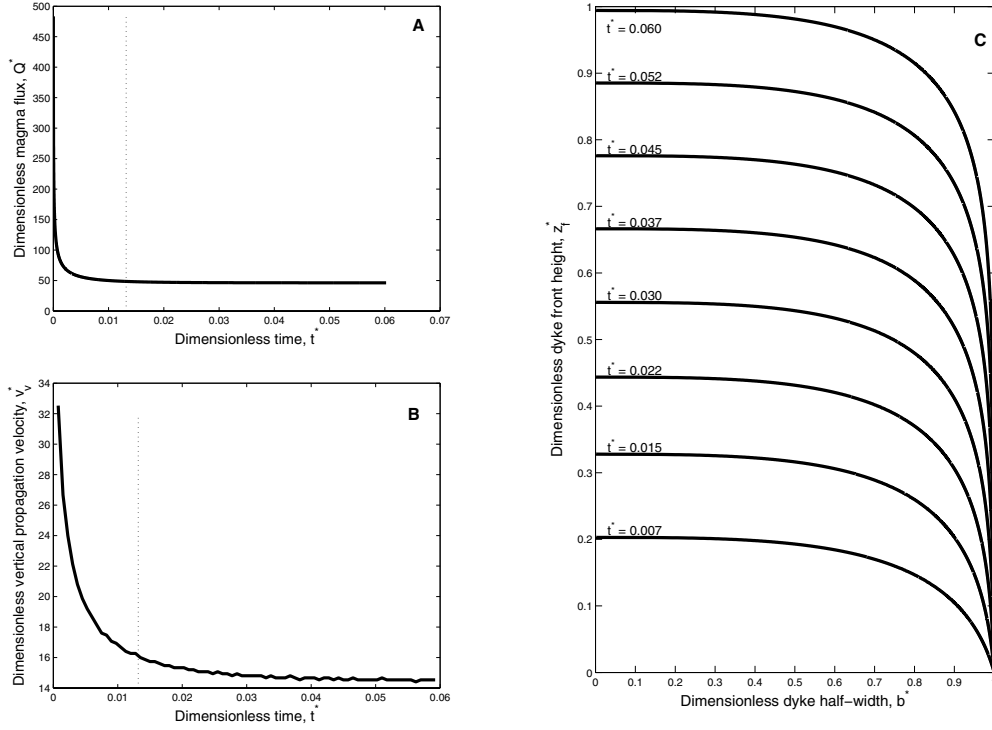 A
500
450
400
350
300
250
200
150
100
50
0
0 0.01 0.02 0.03 0.04 0.05 0.06 0.07
Dimensionless magma flux, Q*
Dimensionless time, t*
B
34
32
30
28
26
24
22
20
18
16
14
0 0.01 0.02 0.03 0.04 0.05 0.06
Dimensionless vertical propagation velocity, v*v
Dimensionless time, t*
C
1
0.9
0.8
0.7
0.6
0.5
0.4
0.3
0.2
0.1
0
t* = 0.060
t* = 0.052
t* = 0.045
t* = 0.037
t* = 0.030
t* = 0.022
t* = 0.015
t* = 0.007
0 0.1 0.2 0.3 0.4 0.5 0.6 0.7 0.8 0.9
Dimensionless dyke front height, z*f
Dimensionless dyke half−width, b*